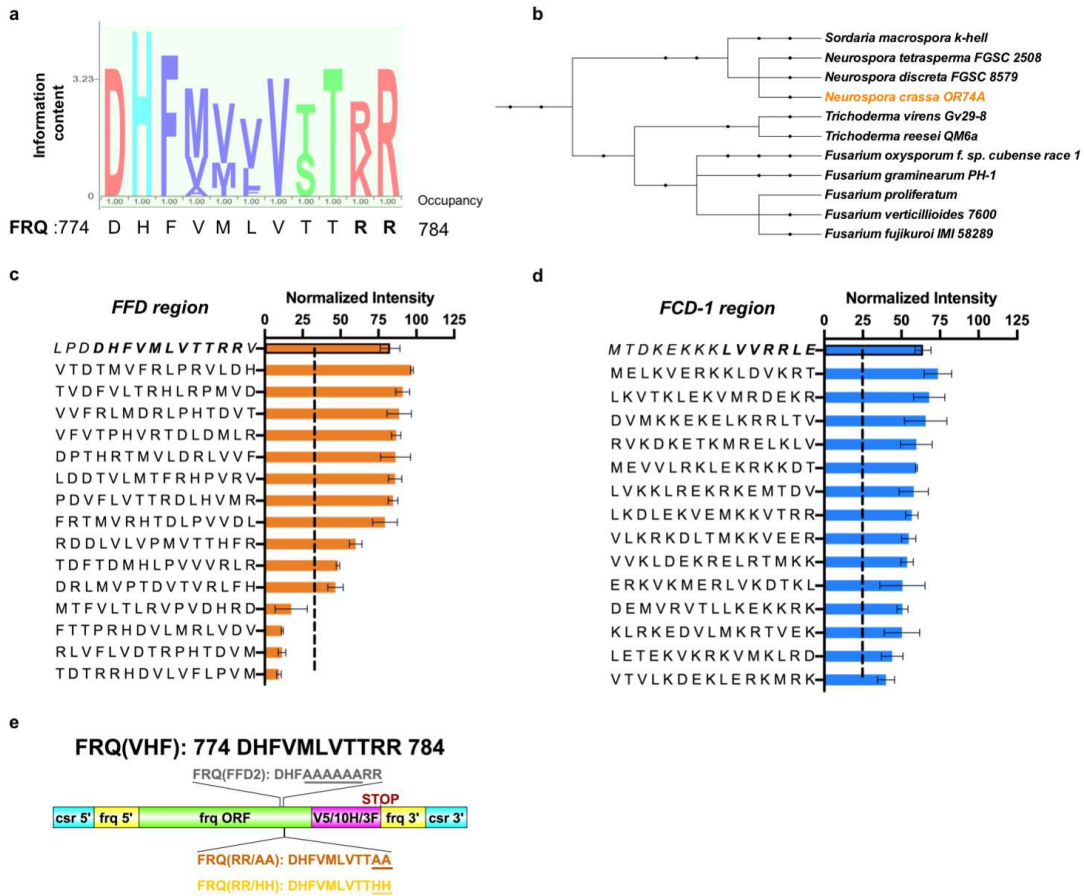 a
Information content
3.23
0
DHFMVVVTTRR
1.00 1.00 1.00 1.00 1.00 1.00 1.00 1.00 1.00 1.00 1.00
Occupancy
FRQ :774 D H F V M L V T T R R 784
b
Sordaria macrospora k-hell
Neurospora tetrasperma FGSC 2508
Neurospora discreta FGSC 8579
Neurospora crassa OR74A
Trichoderma virens Gv29-8
Trichoderma reesei QM6a
Fusarium oxysporum f. sp. cubense race 1
Fusarium graminearum PH-1
Fusarium proliferatum
Fusarium verticillioides 7600
Fusarium fujikuroi IMI 58289
c
FFD region
Normalized Intensity
0 25 50 75 100 125
LPDDHFVMLVTTRRV
VTDTMVFRLPRVLDH
TVDFVLTRHLRPMVD
VVFRLMDRLPHTDVT
VFVTPHVRTDLDMLR
DPTHRTMVLDRLVVF
LDDTVLMTFRHPVRV
PDVFLVTTRDLHVMR
FRTMVRHTDLPVVDL
RDDLVLVPMVTTHFR
TDFTDMHLPVVVRLR
DRLMVPTDVTVRLFH
MTFVLTLRVPVDHRD
FTTPRHDVLMRLVDV
RLVFLVDTRPHTDVM
TDTRRHDVLVFLPVM
d
FCD-1 region
Normalized Intensity
0 25 50 75 100 125
MTDKEKKKLVVRRLE
MELKVERKKLDVKRT
LKVTKLEKVMRDEKR
DVMKKEKELKRRLTV
RVKDKETKMRELKLV
MEVVLRKLEKRKKDT
LVKKLREKRKEMTDV
LKDLEKVEMKKVTRR
VLKRKDLTMKKVEER
VVKLDEKRELRTMKK
ERKVKMERLVKDTKL
DEMVRVTLLKEKKRK
KLRKEDVLMKRTVEK
LETEKVKRKVMKLRD
VTVLKDEKLERKMRK
e
FRQ(VHF): 774 DHFVMLVTTRR 784
FRQ(FFD2): DHFAAAAAARR
STOP
csr 5' frq 5' frq ORF V5/10H/3F frq 3' csr 3'
FRQ(RR/AA): DHFVMLVTTAA
FRQ(RR/HH): DHFVMLVTTHH